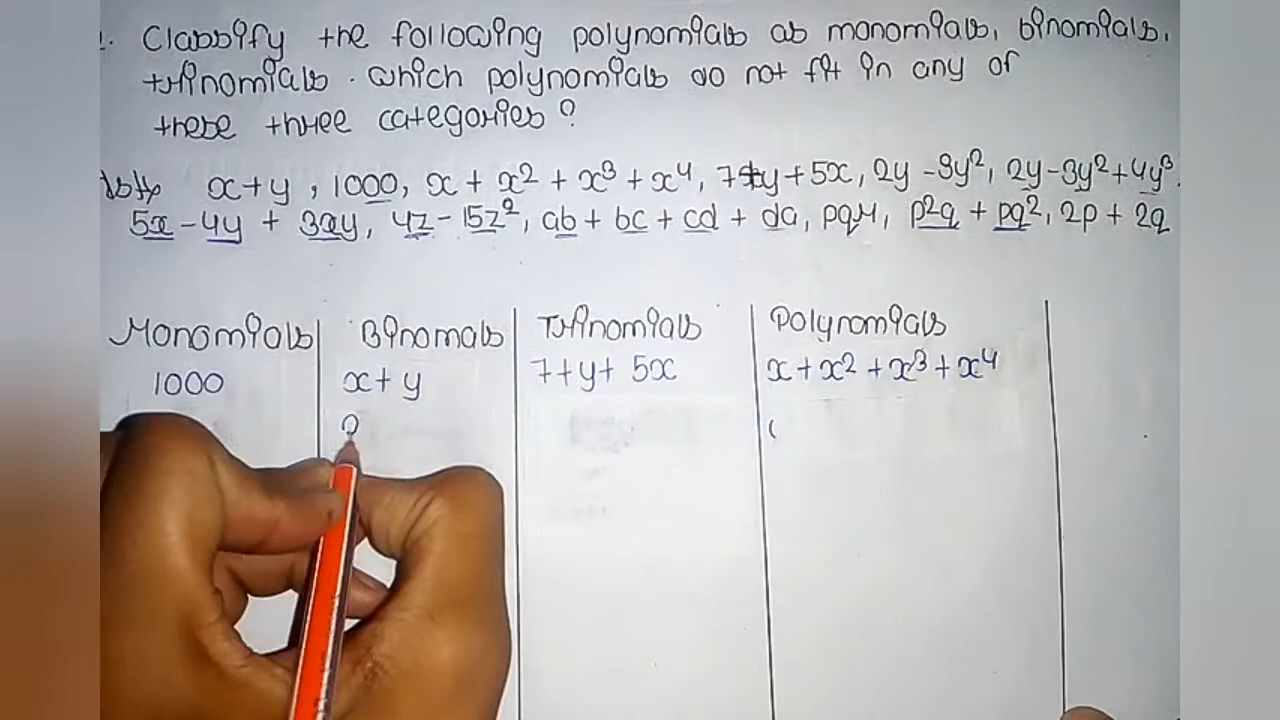 1. Classify the following polynomials as monomials, binomials,
trinomials. which polynomials do not fit in any of
these three categories?
x+y, 1000, x + x2 + x3 + x4, 7+y+5x, 2y -3y2, 2y-3y2+4y3.
5x-4y + 3xy, 4z-15z2, ab + bc + cd + da, pqr, p2q + pq2, 2p + 2q
Monomials Binomals Trinomials Polynomials
1000 x+y 7+y+5x x+x2+x3+x4